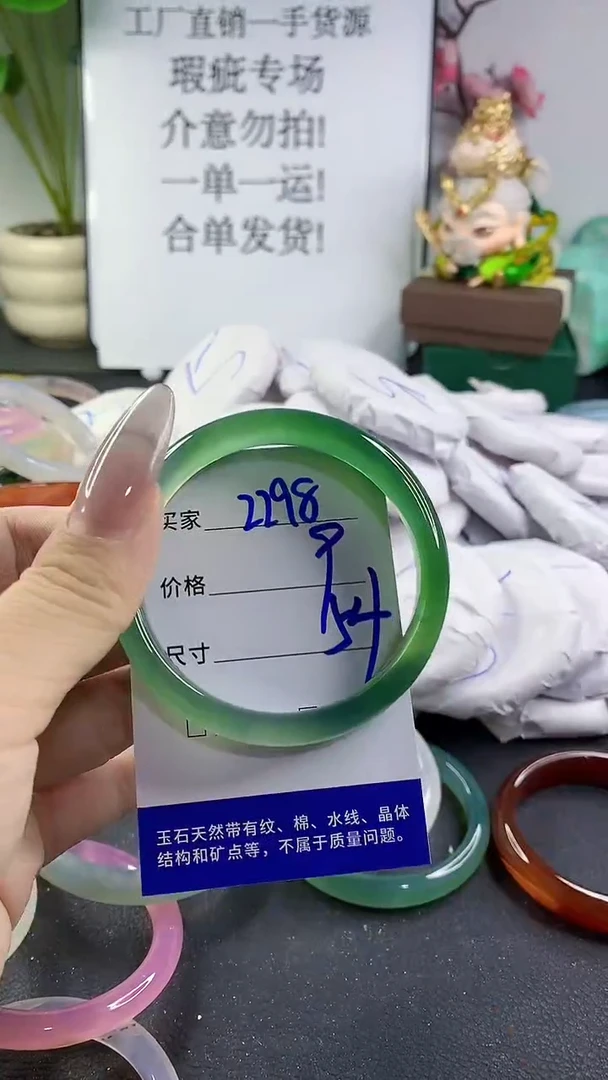 工厂直销一手货源
瑕疵专场
介意勿拍!
一单一运!
合单发货!
买家 2298
价格
尺寸 54
玉石天然带有纹、棉、水线、晶体
结构和矿点等，不属于质量问题。